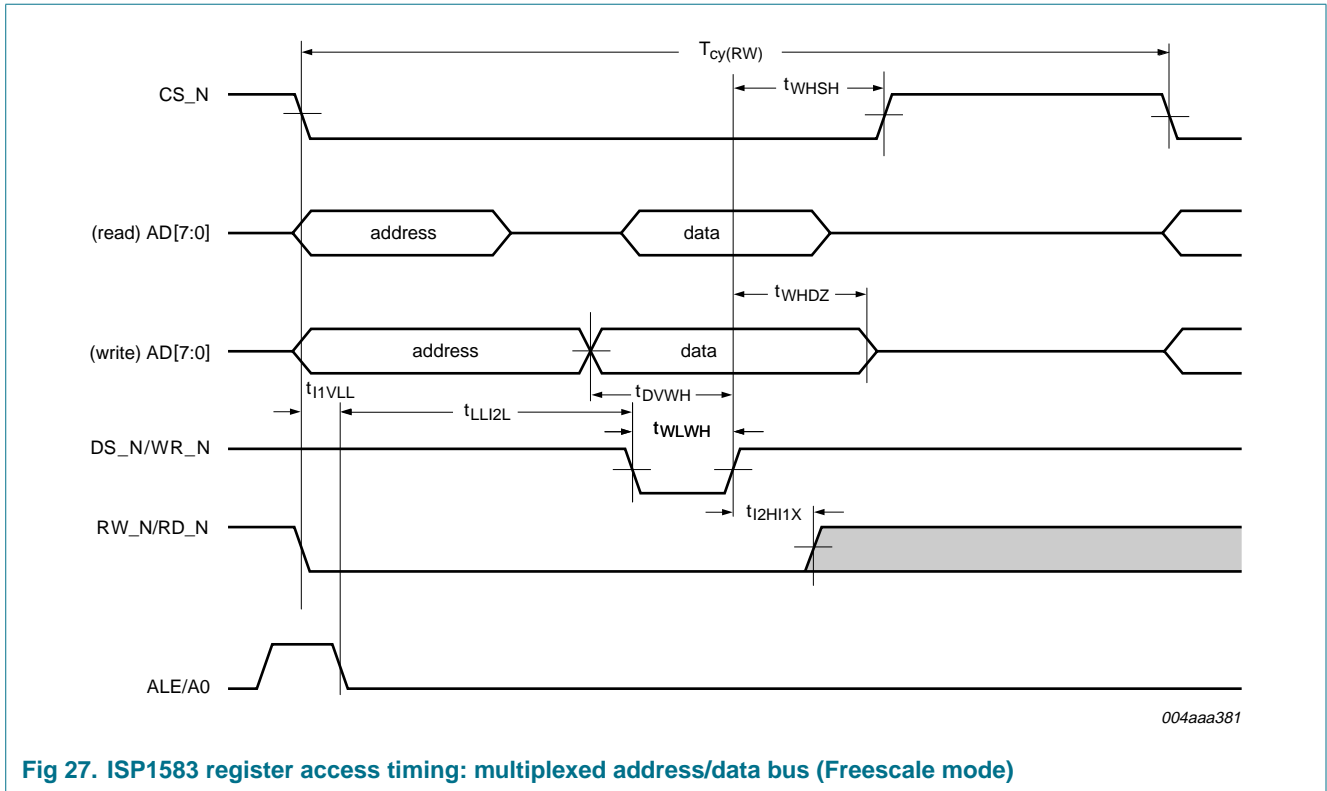 Tcy(RW)
CS_N
tWHSH
(read) AD[7:0]
address
data
tWHDZ
(write) AD[7:0]
address
data
tI1VLL
tDVWH
tLLI2L
tWLWH
DS_N/WR_N
RW_N/RD_N
tI2HI1X
ALE/A0
004aaa381
Fig 27. ISP1583 register access timing: multiplexed address/data bus (Freescale mode)